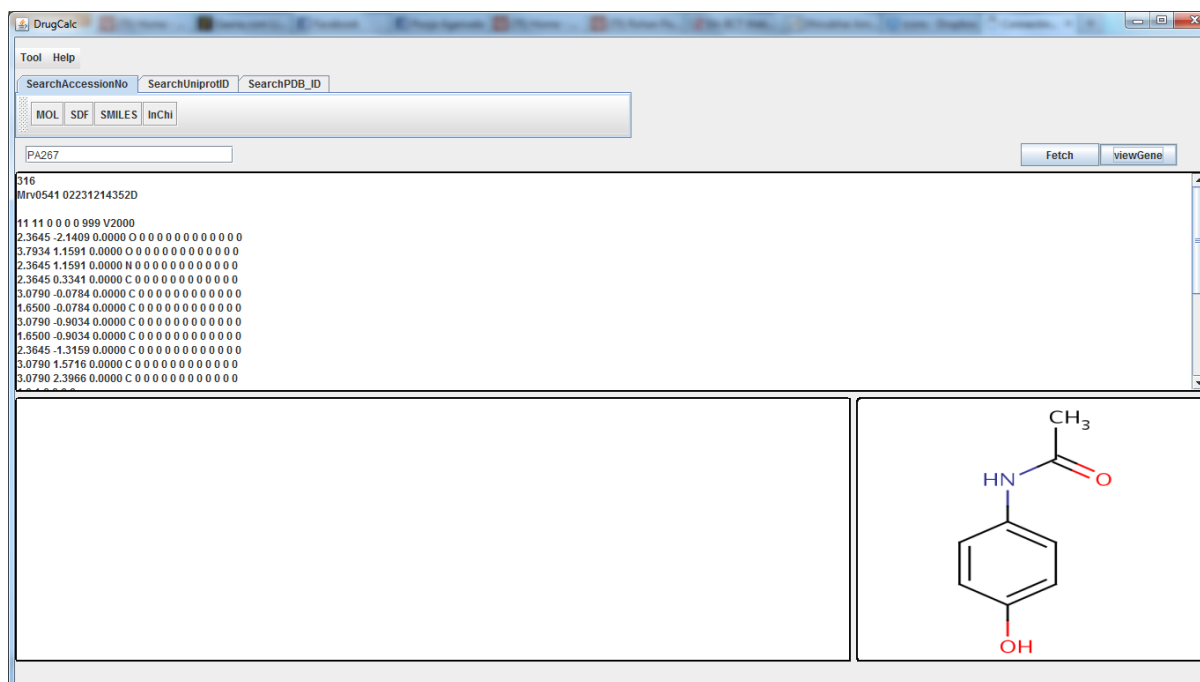 DrugCalc
Tool Help
SearchAccessionNo SearchUniprotID SearchPDB_ID
MOL SDF SMILES InChi
PA267
Fetch viewGene
316
Mrv0541 02231214352D
11 11 0 0 0 0 999 V2000
2.3645 -2.1409 0.0000 O 0 0 0 0 0 0 0 0 0 0 0 0
3.7934 1.1591 0.0000 O 0 0 0 0 0 0 0 0 0 0 0 0
2.3645 1.1591 0.0000 N 0 0 0 0 0 0 0 0 0 0 0 0
2.3645 0.3341 0.0000 C 0 0 0 0 0 0 0 0 0 0 0 0
3.0790 -0.0784 0.0000 C 0 0 0 0 0 0 0 0 0 0 0 0
1.6500 -0.0784 0.0000 C 0 0 0 0 0 0 0 0 0 0 0 0
3.0790 -0.9034 0.0000 C 0 0 0 0 0 0 0 0 0 0 0 0
1.6500 -0.9034 0.0000 C 0 0 0 0 0 0 0 0 0 0 0 0
2.3645 -1.3159 0.0000 C 0 0 0 0 0 0 0 0 0 0 0 0
3.0790 1.5716 0.0000 C 0 0 0 0 0 0 0 0 0 0 0 0
3.0790 2.3966 0.0000 C 0 0 0 0 0 0 0 0 0 0 0 0
CH3
HN
O
OH